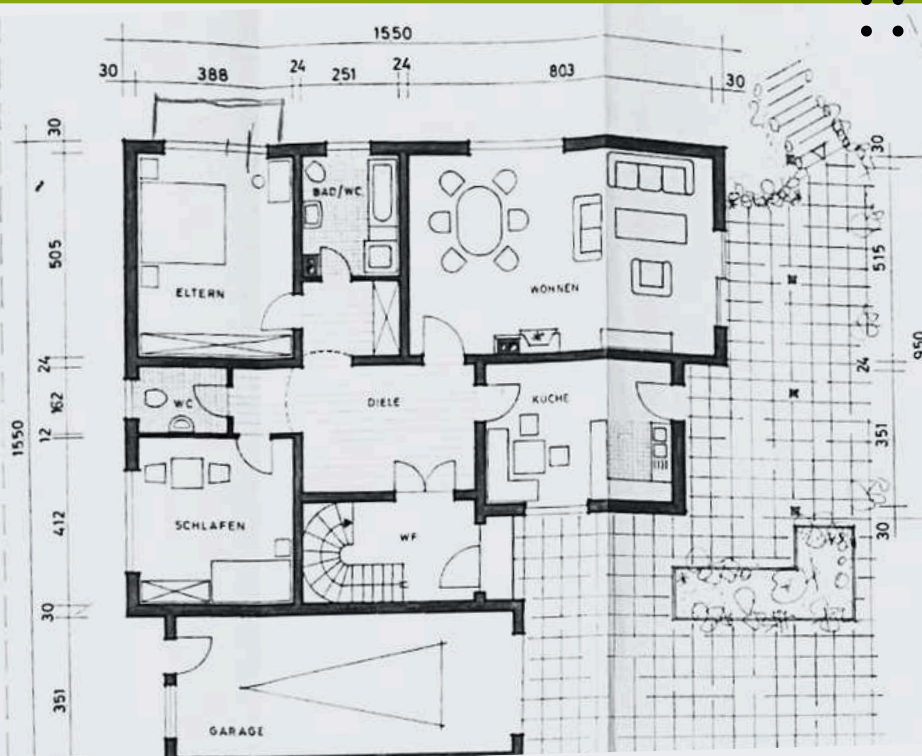 1550
30 388 24 251 24 803 30
30
505
24
162
12
412
30
351
1550
BAD/WC
ELTERN
WOHNEN
WC
DIELE
KÜCHE
SCHLAFEN
WF
GARAGE
30
515
24
351
30
950